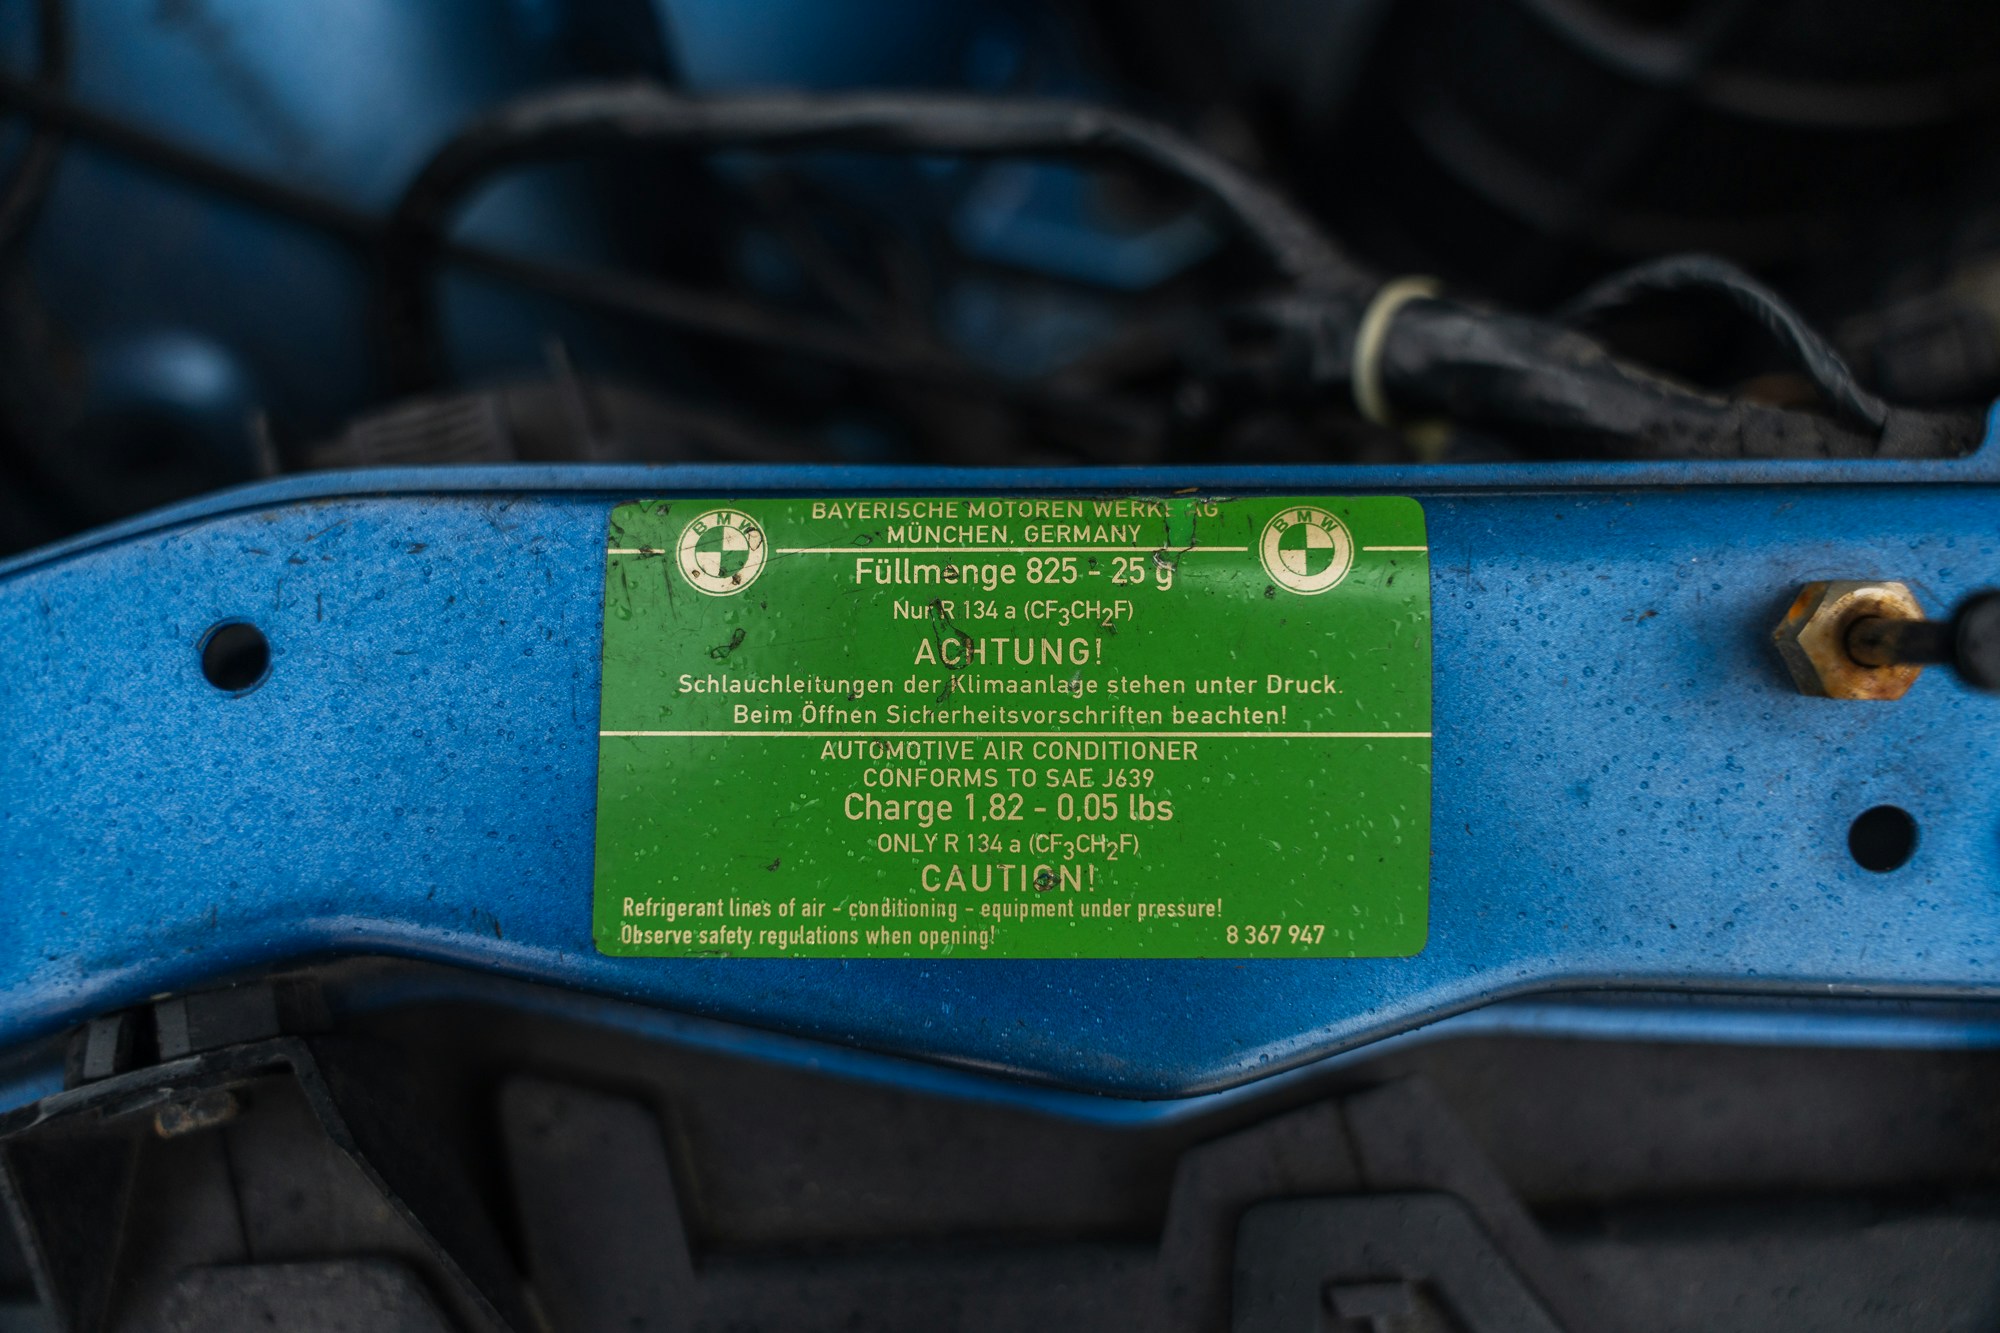 BAYERISCHE MOTOREN WERKE AG
MÜNCHEN, GERMANY
BMW
BMW
Füllmenge 825 - 25 g
Nur R 134 a (CF₃CH₂F)
ACHTUNG!
Schlauchleitungen der Klimaanlage stehen unter Druck.
Beim Öffnen Sicherheitsvorschriften beachten!
AUTOMOTIVE AIR CONDITIONER
CONFORMS TO SAE J639
Charge 1,82 - 0,05 lbs
ONLY R 134 a (CF₃CH₂F)
CAUTION!
Refrigerant lines of air - conditioning - equipment under pressure!
Observe safety regulations when opening!
8 367 947